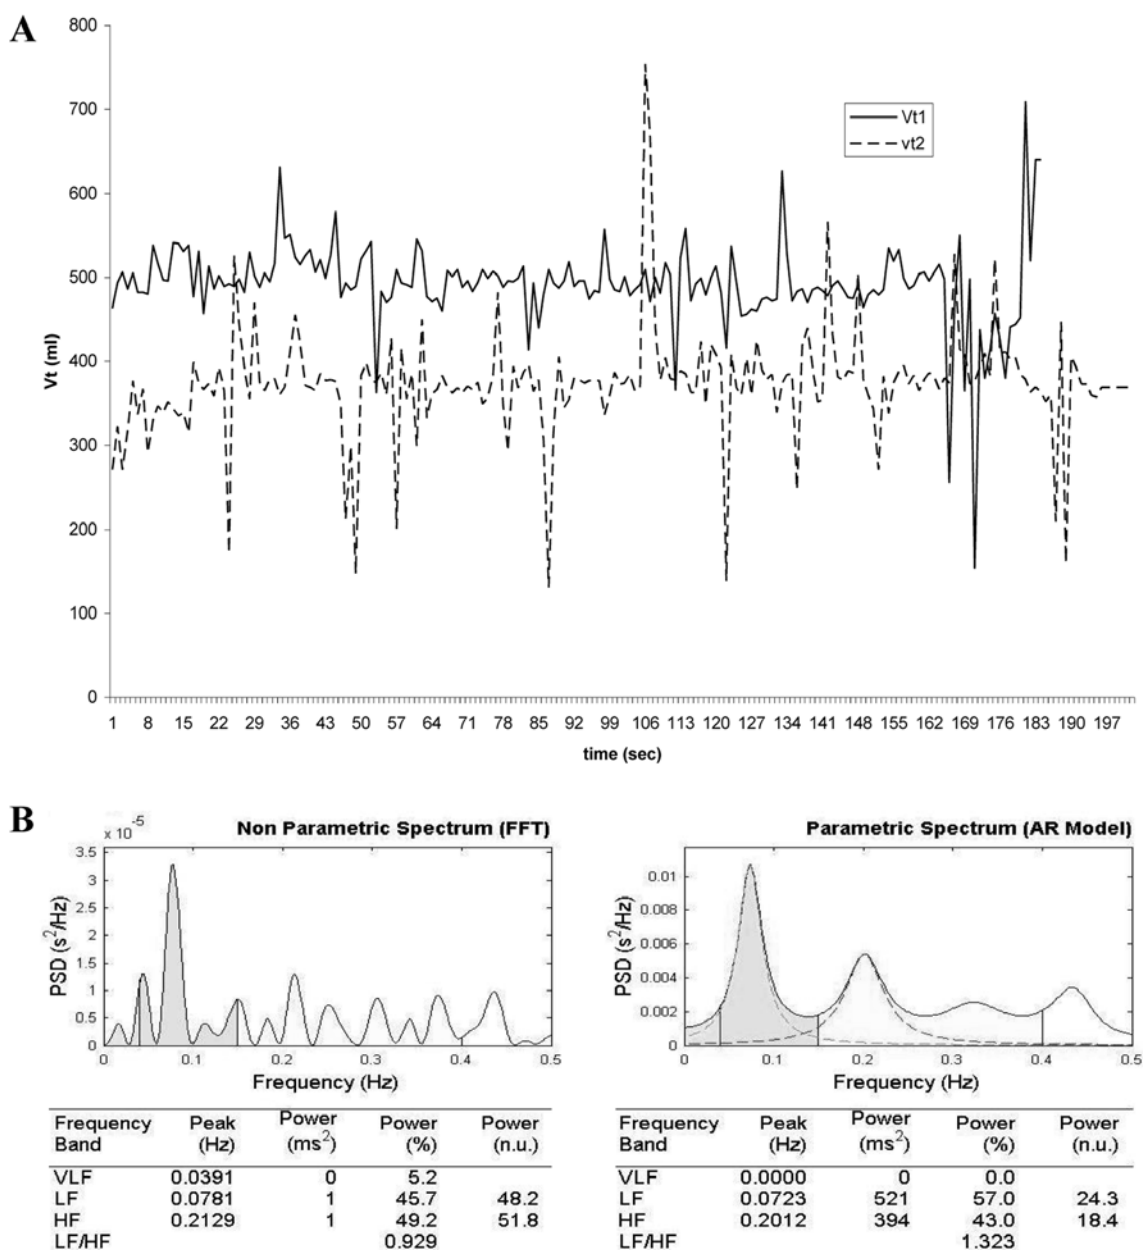 A
Vt (ml)
800
700
600
500
400
300
200
100
0
Vt1
vt2
1 8 15 22 29 36 43 50 57 64 71 78 85 92 99 106 113 120 127 134 141 148 155 162 169 176 183 190 197
time (sec)
B
Non Parametric Spectrum (FFT)
x 10-5
PSD (s2/Hz)
3.5
3
2.5
2
1.5
1
0.5
0
0 0.1 0.2 0.3 0.4 0.5
Frequency (Hz)
Frequency Band Peak (Hz) Power (ms2) Power (%) Power (n.u.)
VLF 0.0391 0 5.2
LF 0.0781 1 45.7 48.2
HF 0.2129 1 49.2 51.8
LF/HF 0.929
Parametric Spectrum (AR Model)
PSD (s2/Hz)
0.01
0.008
0.006
0.004
0.002
0
0 0.1 0.2 0.3 0.4 0.5
Frequency (Hz)
Frequency Band Peak (Hz) Power (ms2) Power (%) Power (n.u.)
VLF 0.0000 0 0.0
LF 0.0723 521 57.0 24.3
HF 0.2012 394 43.0 18.4
LF/HF 1.323